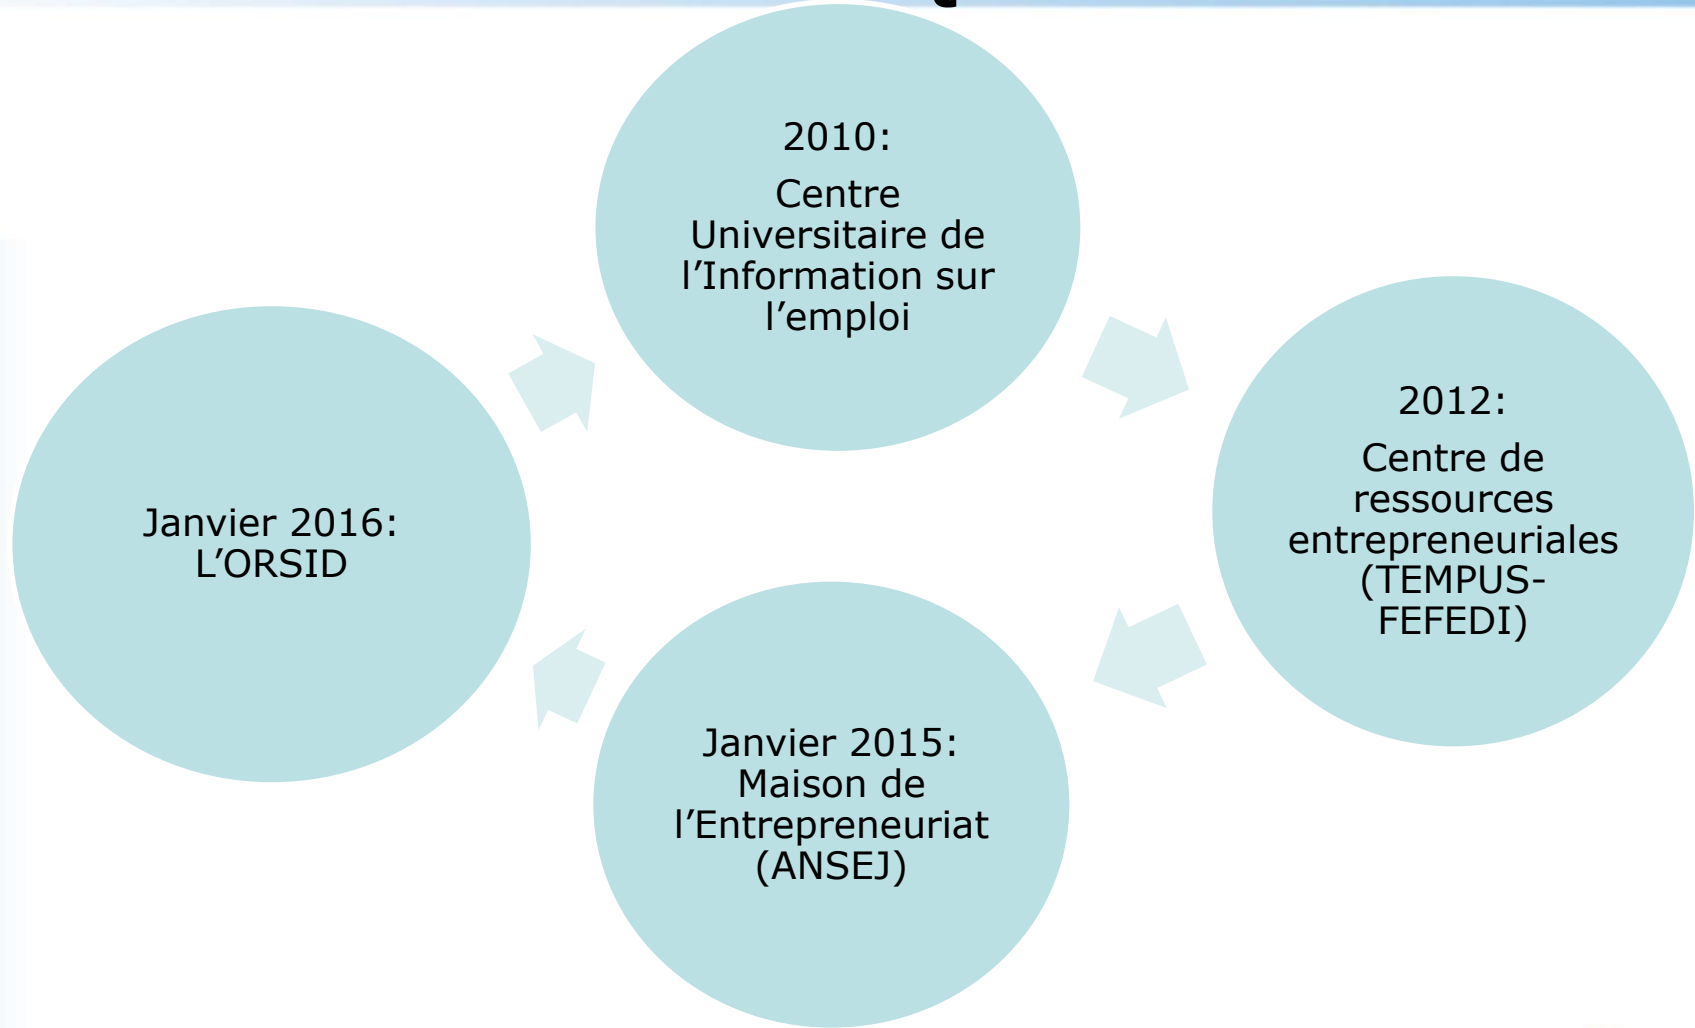 2010:
Centre
Universitaire de
l’Information sur
l’emploi
2012:
Centre de
ressources
entrepreneuriales
(TEMPUS-
FEFEDI)
Janvier 2015:
Maison de
l’Entrepreneuriat
(ANSEJ)
Janvier 2016:
L’ORSID